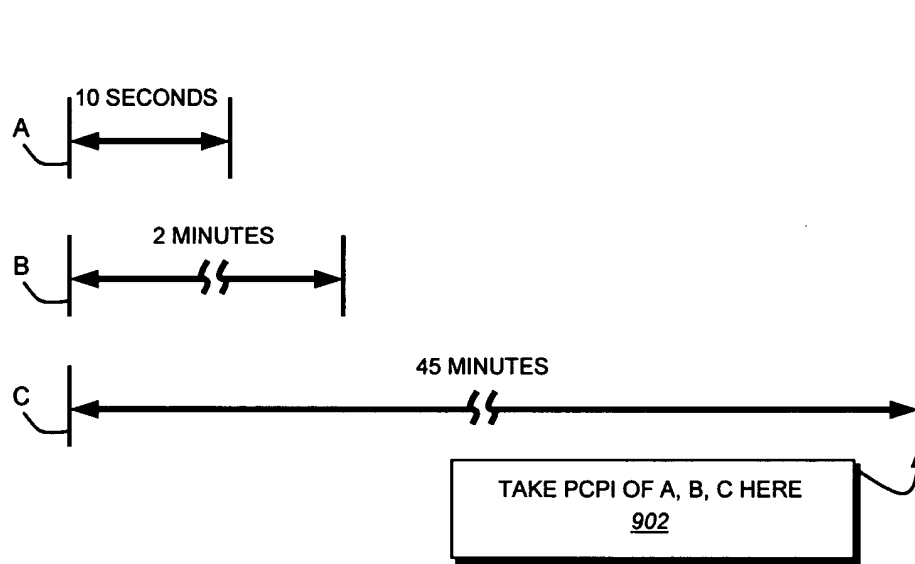 10 SECONDS
A
2 MINUTES
B
45 MINUTES
C
TAKE PCPI OF A, B, C HERE
902